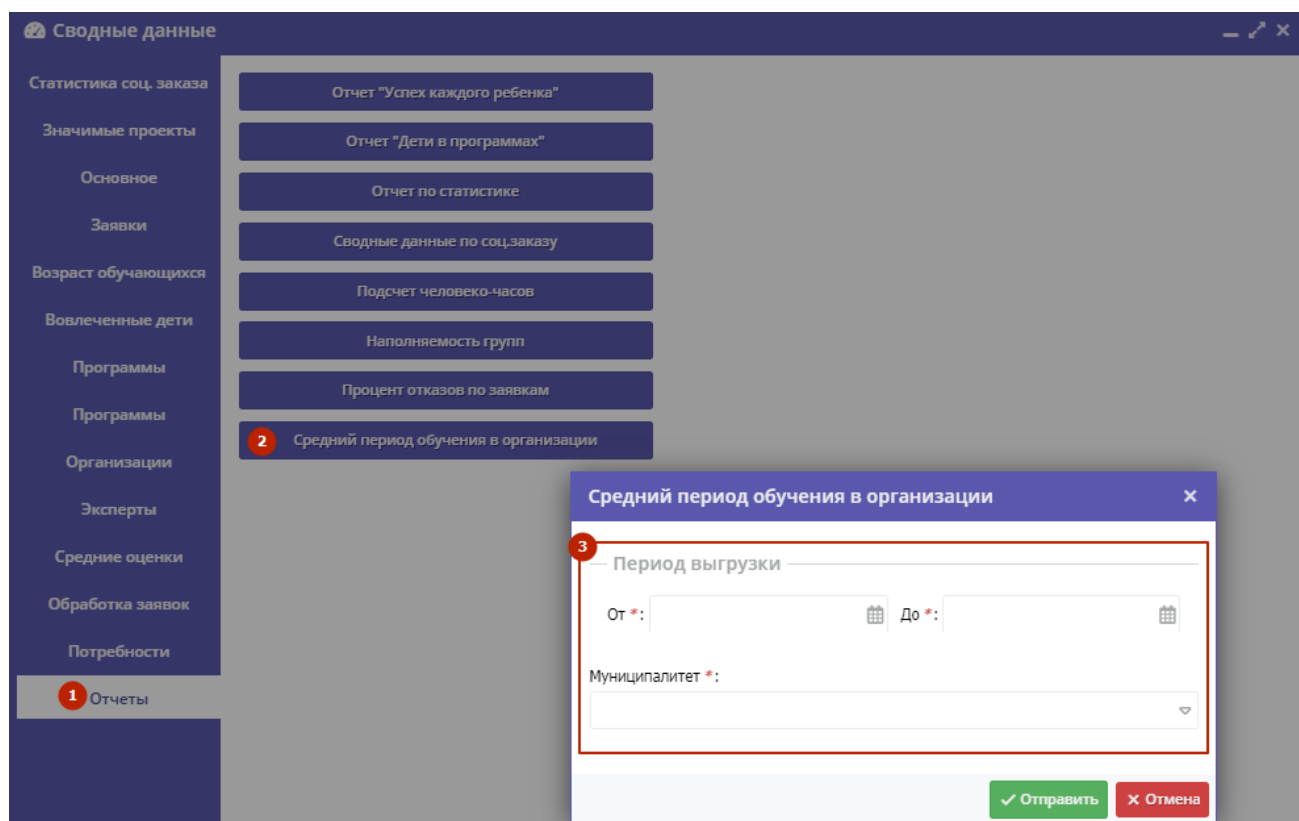 Сводные данные
Статистика соц. заказа
Значимые проекты
Основное
Заявки
Возраст обучающихся
Вовлеченные дети
Программы
Программы
Организации
Эксперты
Средние оценки
Обработка заявок
Потребности
1 Отчеты
Отчет "Успех каждого ребенка"
Отчет "Дети в программах"
Отчет по статистике
Сводные данные по соц.заказу
Подсчет человеко-часов
Наполняемость групп
Процент отказов по заявкам
2 Средний период обучения в организации
Средний период обучения в организации
3
Период выгрузки
От *: До *:
Муниципалитет *:
Отправить Отмена